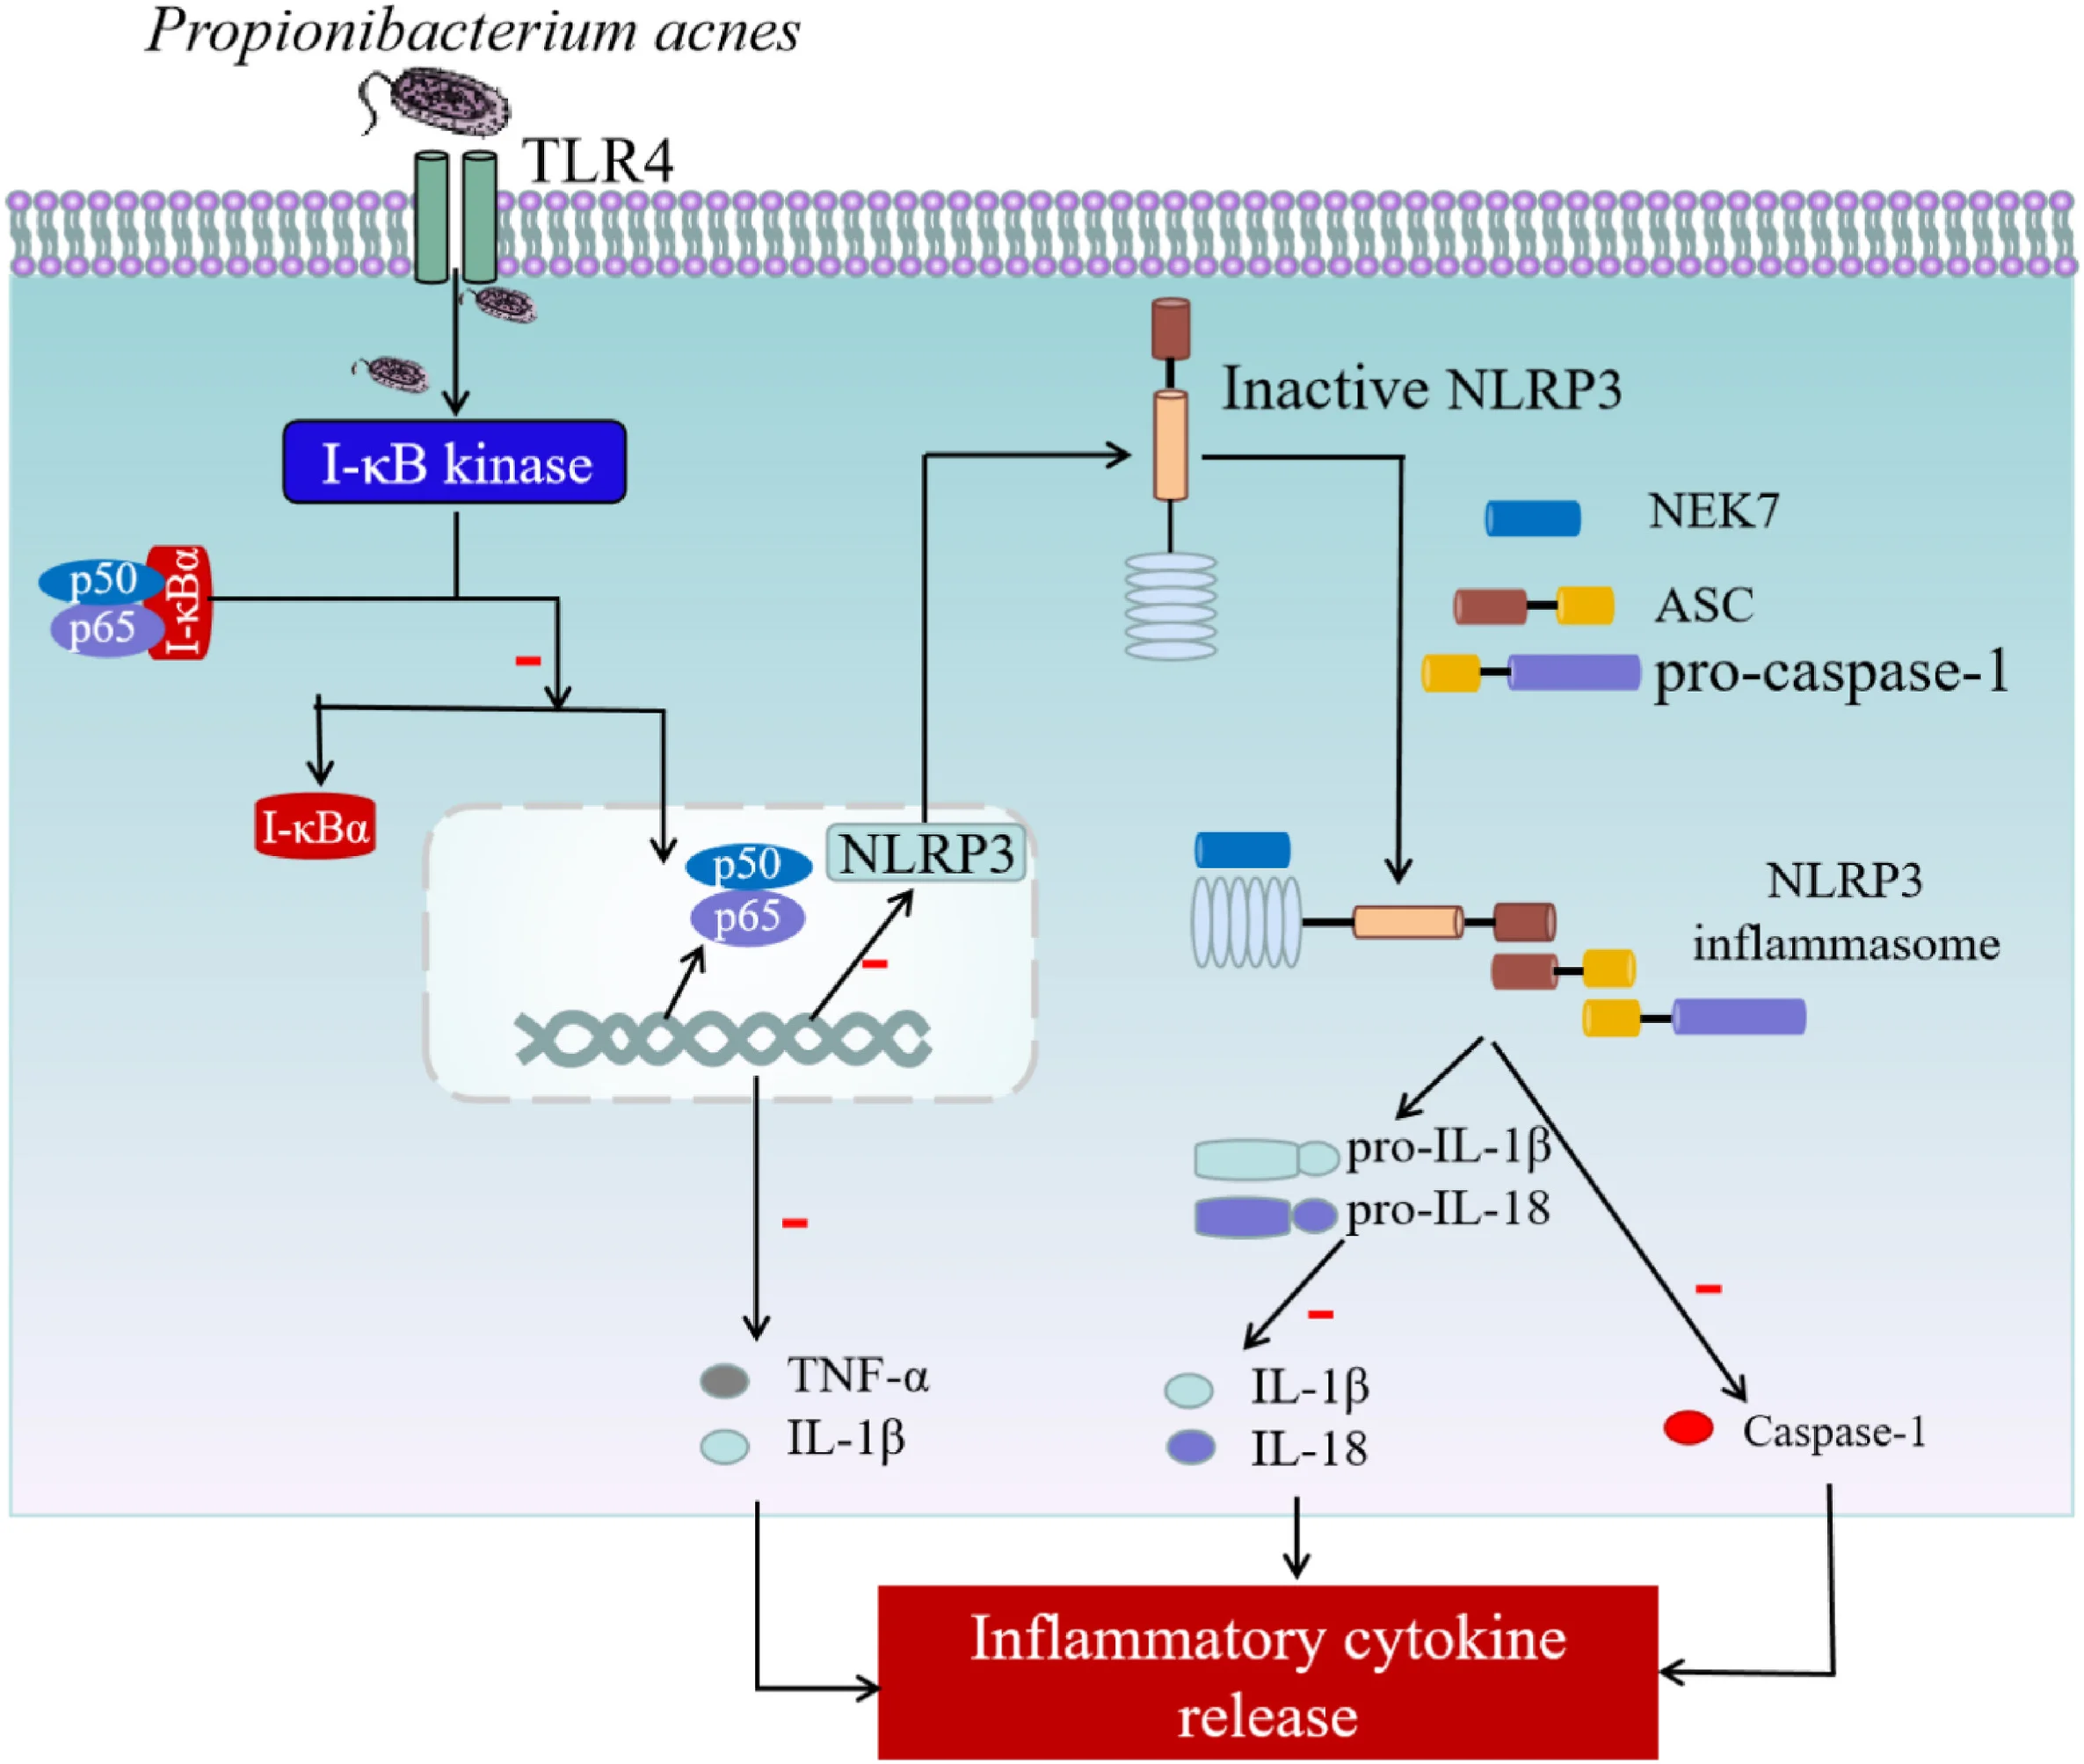 Propionibacterium acnes
TLR4
I-κB kinase
p50
p65
I-κBα
I-κBα
p50
p65
NLRP3
Inactive NLRP3
NEK7
ASC
pro-caspase-1
NLRP3
inflammasome
pro-IL-1β
pro-IL-18
TNF-α
IL-1β
IL-1β
IL-18
Caspase-1
Inflammatory cytokine
release